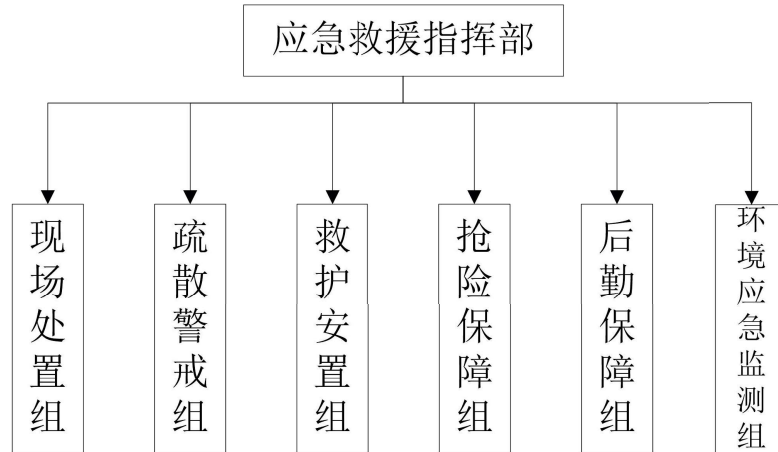 应急救援指挥部
现场处置组
疏散警戒组
救护安置组
抢险保障组
后勤保障组
环境应急监测组